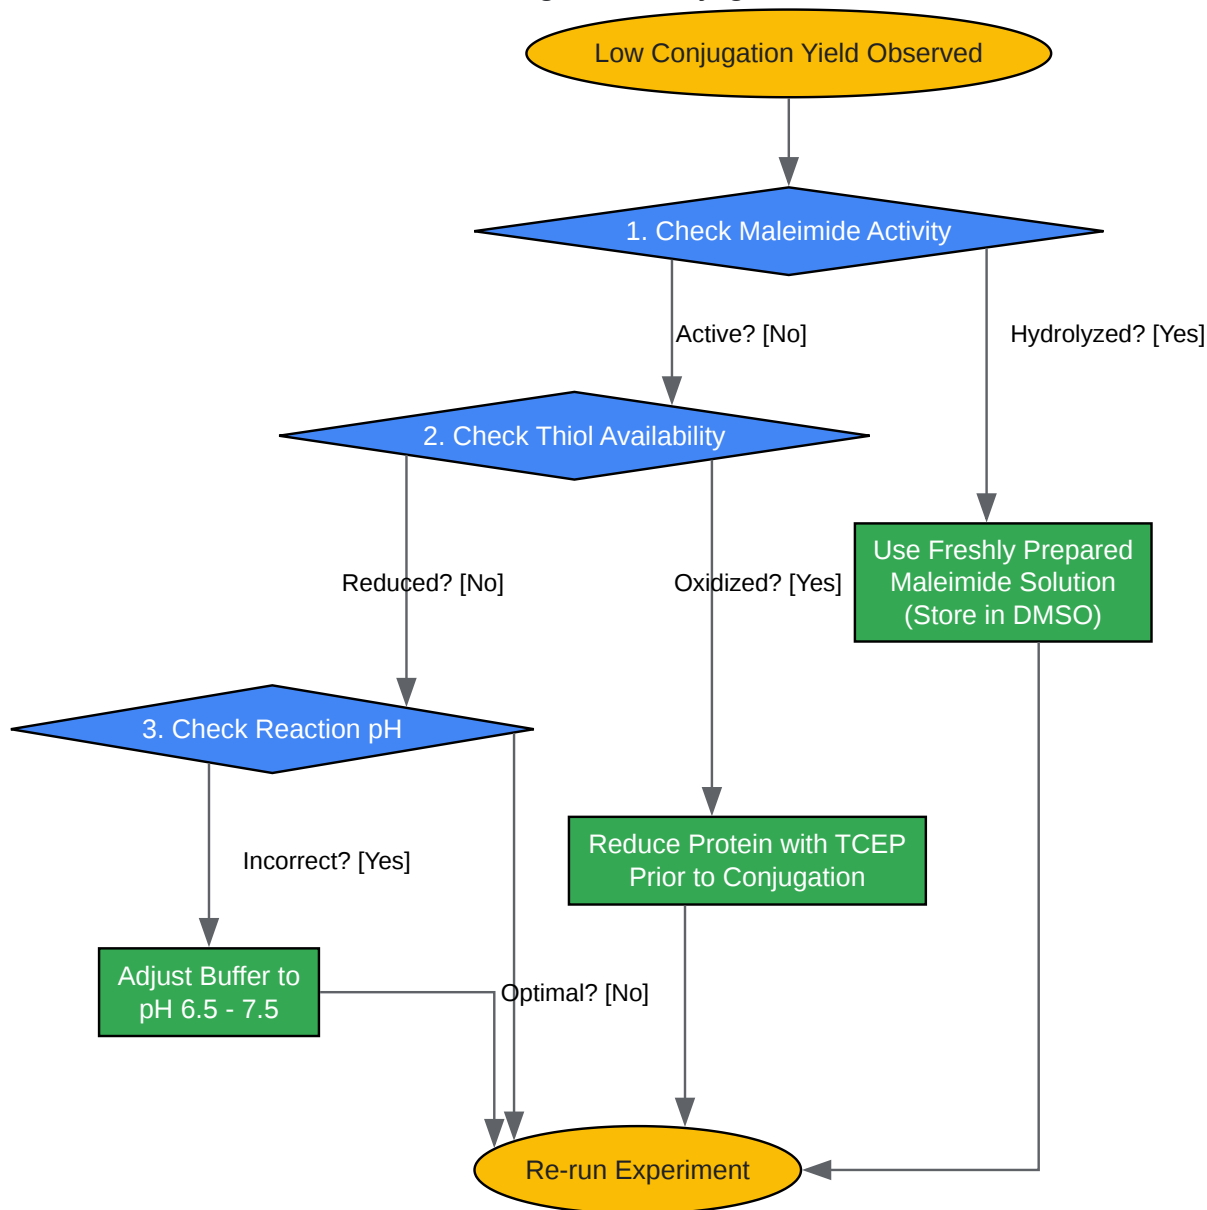 Low Conjugation Yield Observed
1. Check Maleimide Activity
Active? [No]
Hydrolyzed? [Yes]
2. Check Thiol Availability
Use Freshly Prepared
Maleimide Solution
(Store in DMSO)
Reduced? [No]
Oxidized? [Yes]
3. Check Reaction pH
Reduce Protein with TCEP
Prior to Conjugation
Incorrect? [Yes]
Adjust Buffer to
pH 6.5 - 7.5
Optimal? [No]
Re-run Experiment